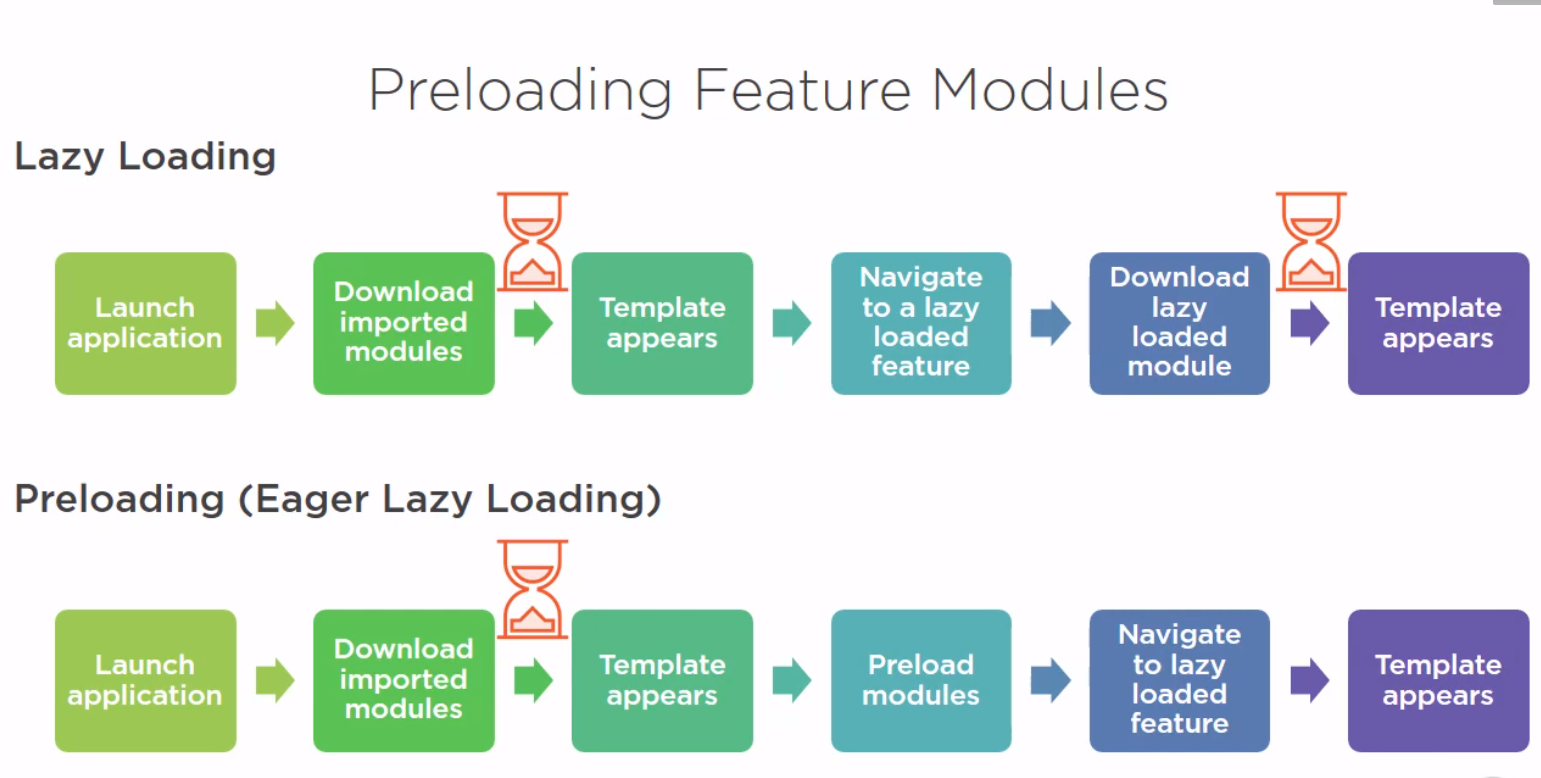 Preloading Feature Modules
Lazy Loading
Launch
application
Download
imported
modules
Template
appears
Navigate
to a lazy
loaded
feature
Download
lazy
loaded
module
Template
appears
Preloading (Eager Lazy Loading)
Launch
application
Download
imported
modules
Template
appears
Preload
modules
Navigate
to lazy
loaded
feature
Template
appears